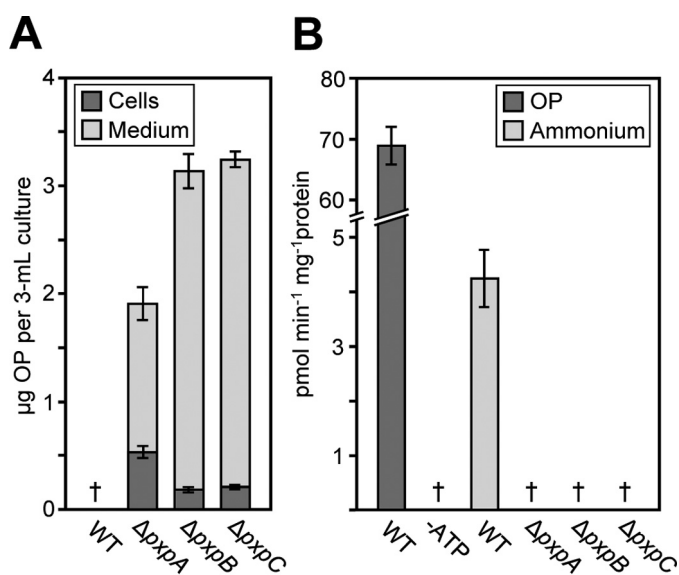 A
µg OP per 3-mL culture
4
3
2
1
0
Cells
Medium
†
WT
ΔpxpA
ΔpxpB
ΔpxpC
B
pmol min⁻¹ mg⁻¹protein
80
70
60
5
3
1
OP
Ammonium
†
†
†
†
WT
-ATP
WT
ΔpxpA
ΔpxpB
ΔpxpC